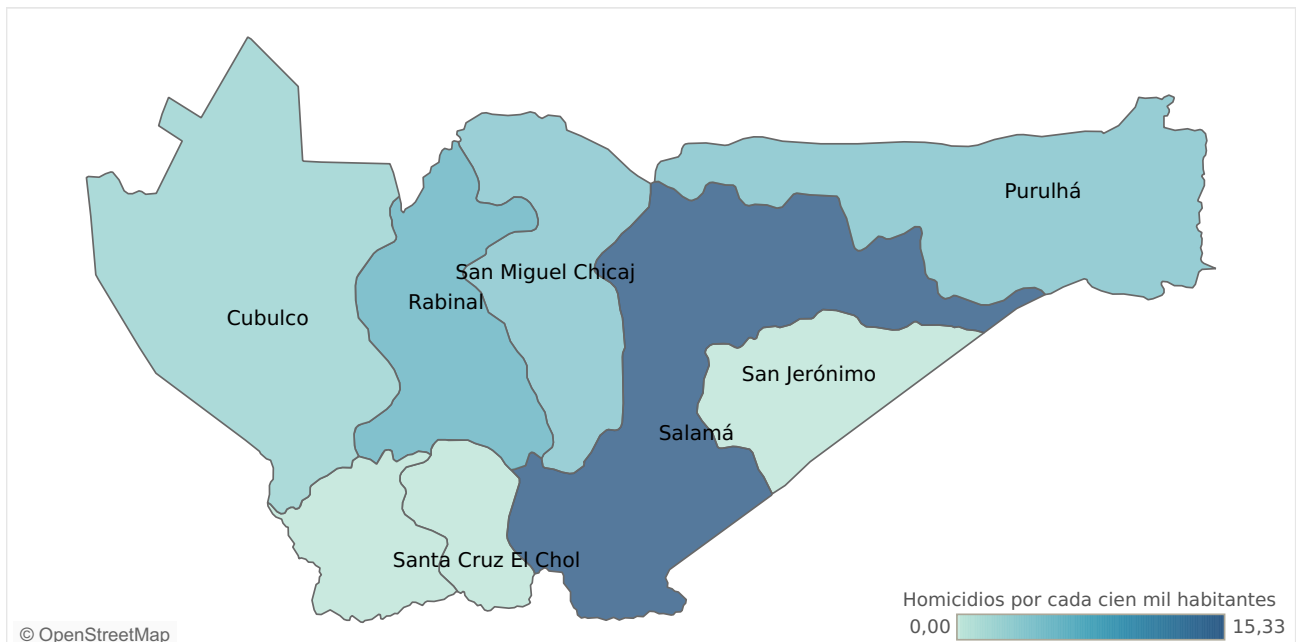 Purulhá
San Miguel Chicaj
Rabinal
Cubulco
San Jerónimo
Salamá
Santa Cruz El Chol
Homicidios por cada cien mil habitantes
0,00 15,33
© OpenStreetMap